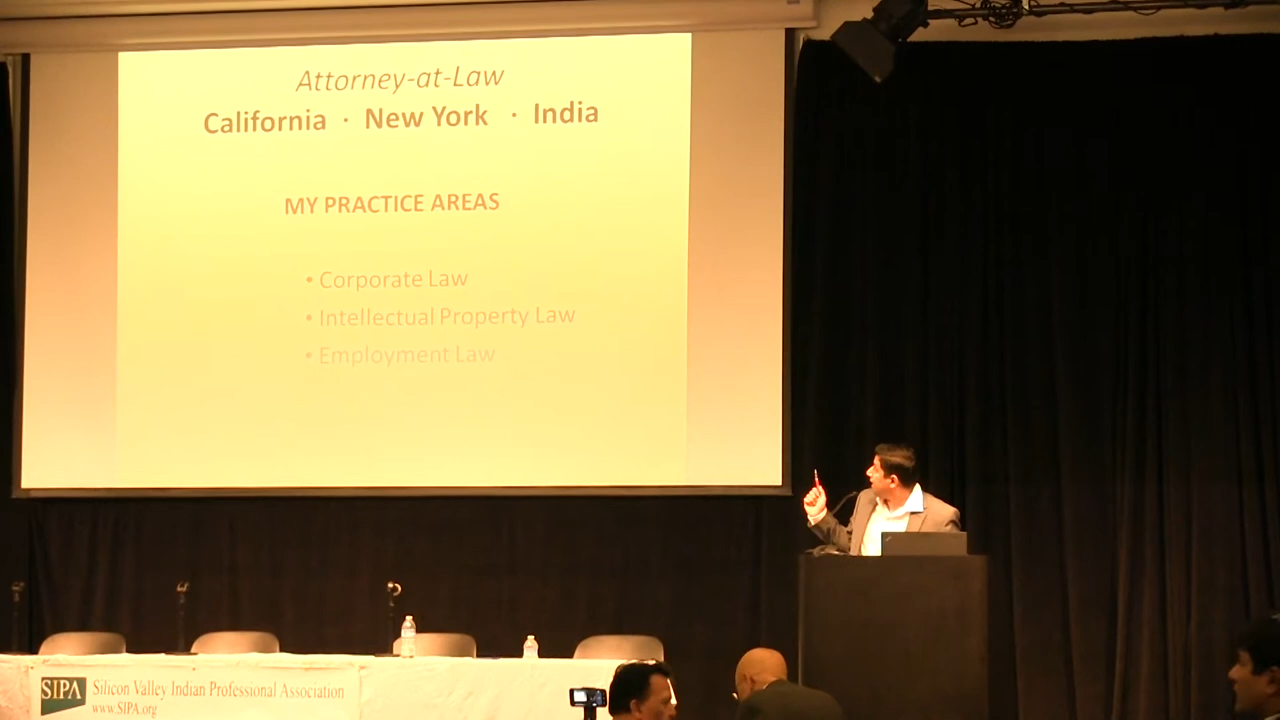 Attorney-at-Law
California · New York · India
MY PRACTICE AREAS
• Corporate Law
• Intellectual Property Law
• Employment Law
SIPA Silicon Valley Indian Professional Association
www.SIPA.org